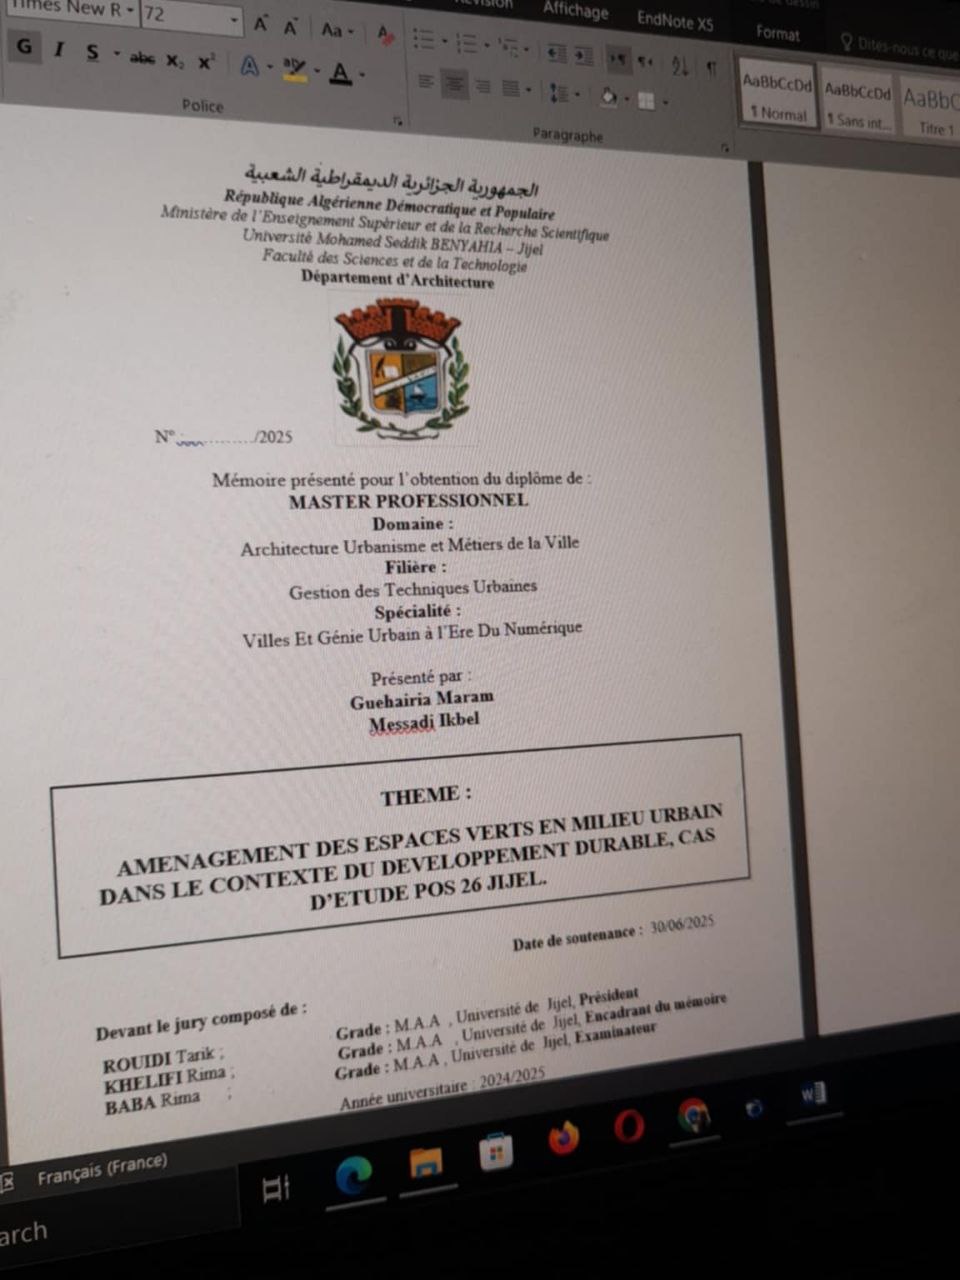 Times New R
72
Aa
Révision
Affichage
EndNote X5
Format
Dites-nous ce que
G I S abc X₂ X²
A
A
Police
Paragraphe
AaBbCcDd
AaBbCcDd
AaBbC
¶ Normal
¶ Sans int...
Titre 1
الجمهورية الجزائرية الديمقراطية الشعبية
République Algérienne Démocratique et Populaire
Ministère de l'Enseignement Supérieur et de la Recherche Scientifique
Université Mohamed Seddik BENYAHIA – Jijel
Faculté des Sciences et de la Technologie
Département d'Architecture
N° ............../2025
Mémoire présenté pour l'obtention du diplôme de :
MASTER PROFESSIONNEL
Domaine :
Architecture Urbanisme et Métiers de la Ville
Filière :
Gestion des Techniques Urbaines
Spécialité :
Villes Et Génie Urbain à l'Ere Du Numérique
Présenté par :
Guehairia Maram
Messadi Ikbel
THEME :
AMENAGEMENT DES ESPACES VERTS EN MILIEU URBAIN
DANS LE CONTEXTE DU DEVELOPPEMENT DURABLE, CAS
D'ETUDE POS 26 JIJEL.
Date de soutenance : 30/06/2025
Devant le jury composé de :
ROUIDI Tarik ; Grade : M.A.A , Université de Jijel, Président
KHELIFI Rima ; Grade : M.A.A , Université de Jijel, Encadrant du mémoire
BABA Rima ; Grade : M.A.A , Université de Jijel, Examinateur
Année universitaire : 2024/2025
Français (France)
arch